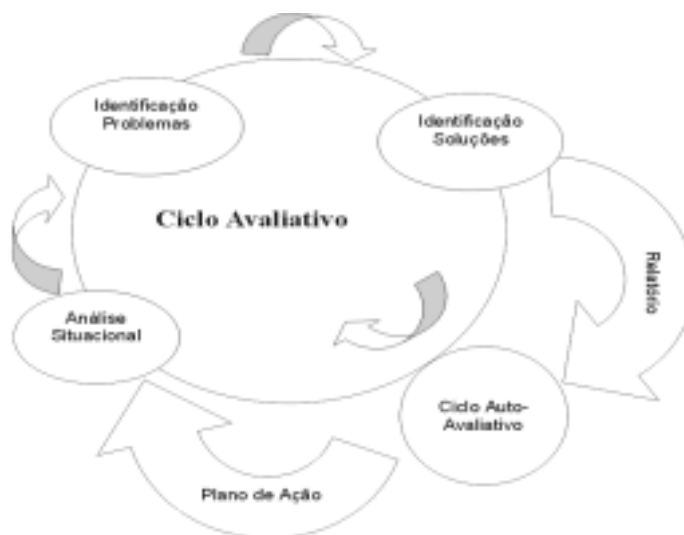 Identificação
Problemas
Identificação
Soluções
Ciclo Avaliativo
Relatório
Análise
Situacional
Ciclo Auto-
Avaliativo
Plano de Ação